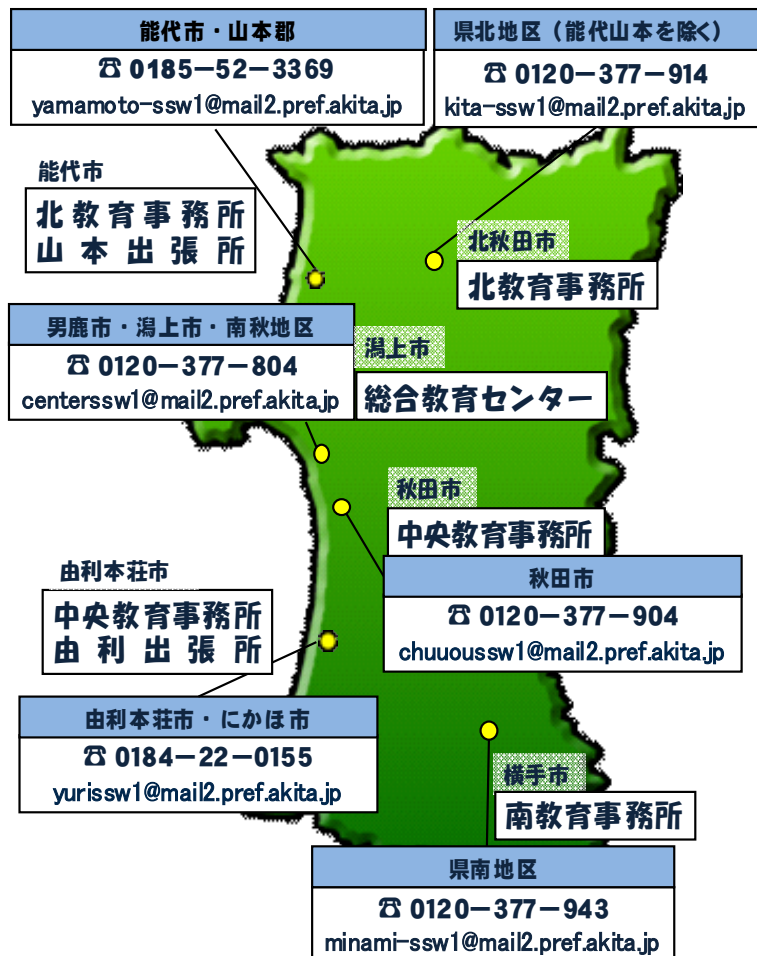 能代市・山本郡
☎ 0185－52－3369
yamamoto-ssw1@mail2.pref.akita.jp
県北地区（能代山本を除く）
☎ 0120－377－914
kita-ssw1@mail2.pref.akita.jp
能代市
北教育事務所
山本出張所
北秋田市
北教育事務所
男鹿市・潟上市・南秋地区
☎ 0120－377－804
centerssw1@mail2.pref.akita.jp
潟上市
総合教育センター
秋田市
中央教育事務所
秋田市
☎ 0120－377－904
chuuoussw1@mail2.pref.akita.jp
由利本荘市
中央教育事務所
由利出張所
由利本荘市・にかほ市
☎ 0184－22－0155
yurissw1@mail2.pref.akita.jp
横手市
南教育事務所
県南地区
☎ 0120－377－943
minami-ssw1@mail2.pref.akita.jp